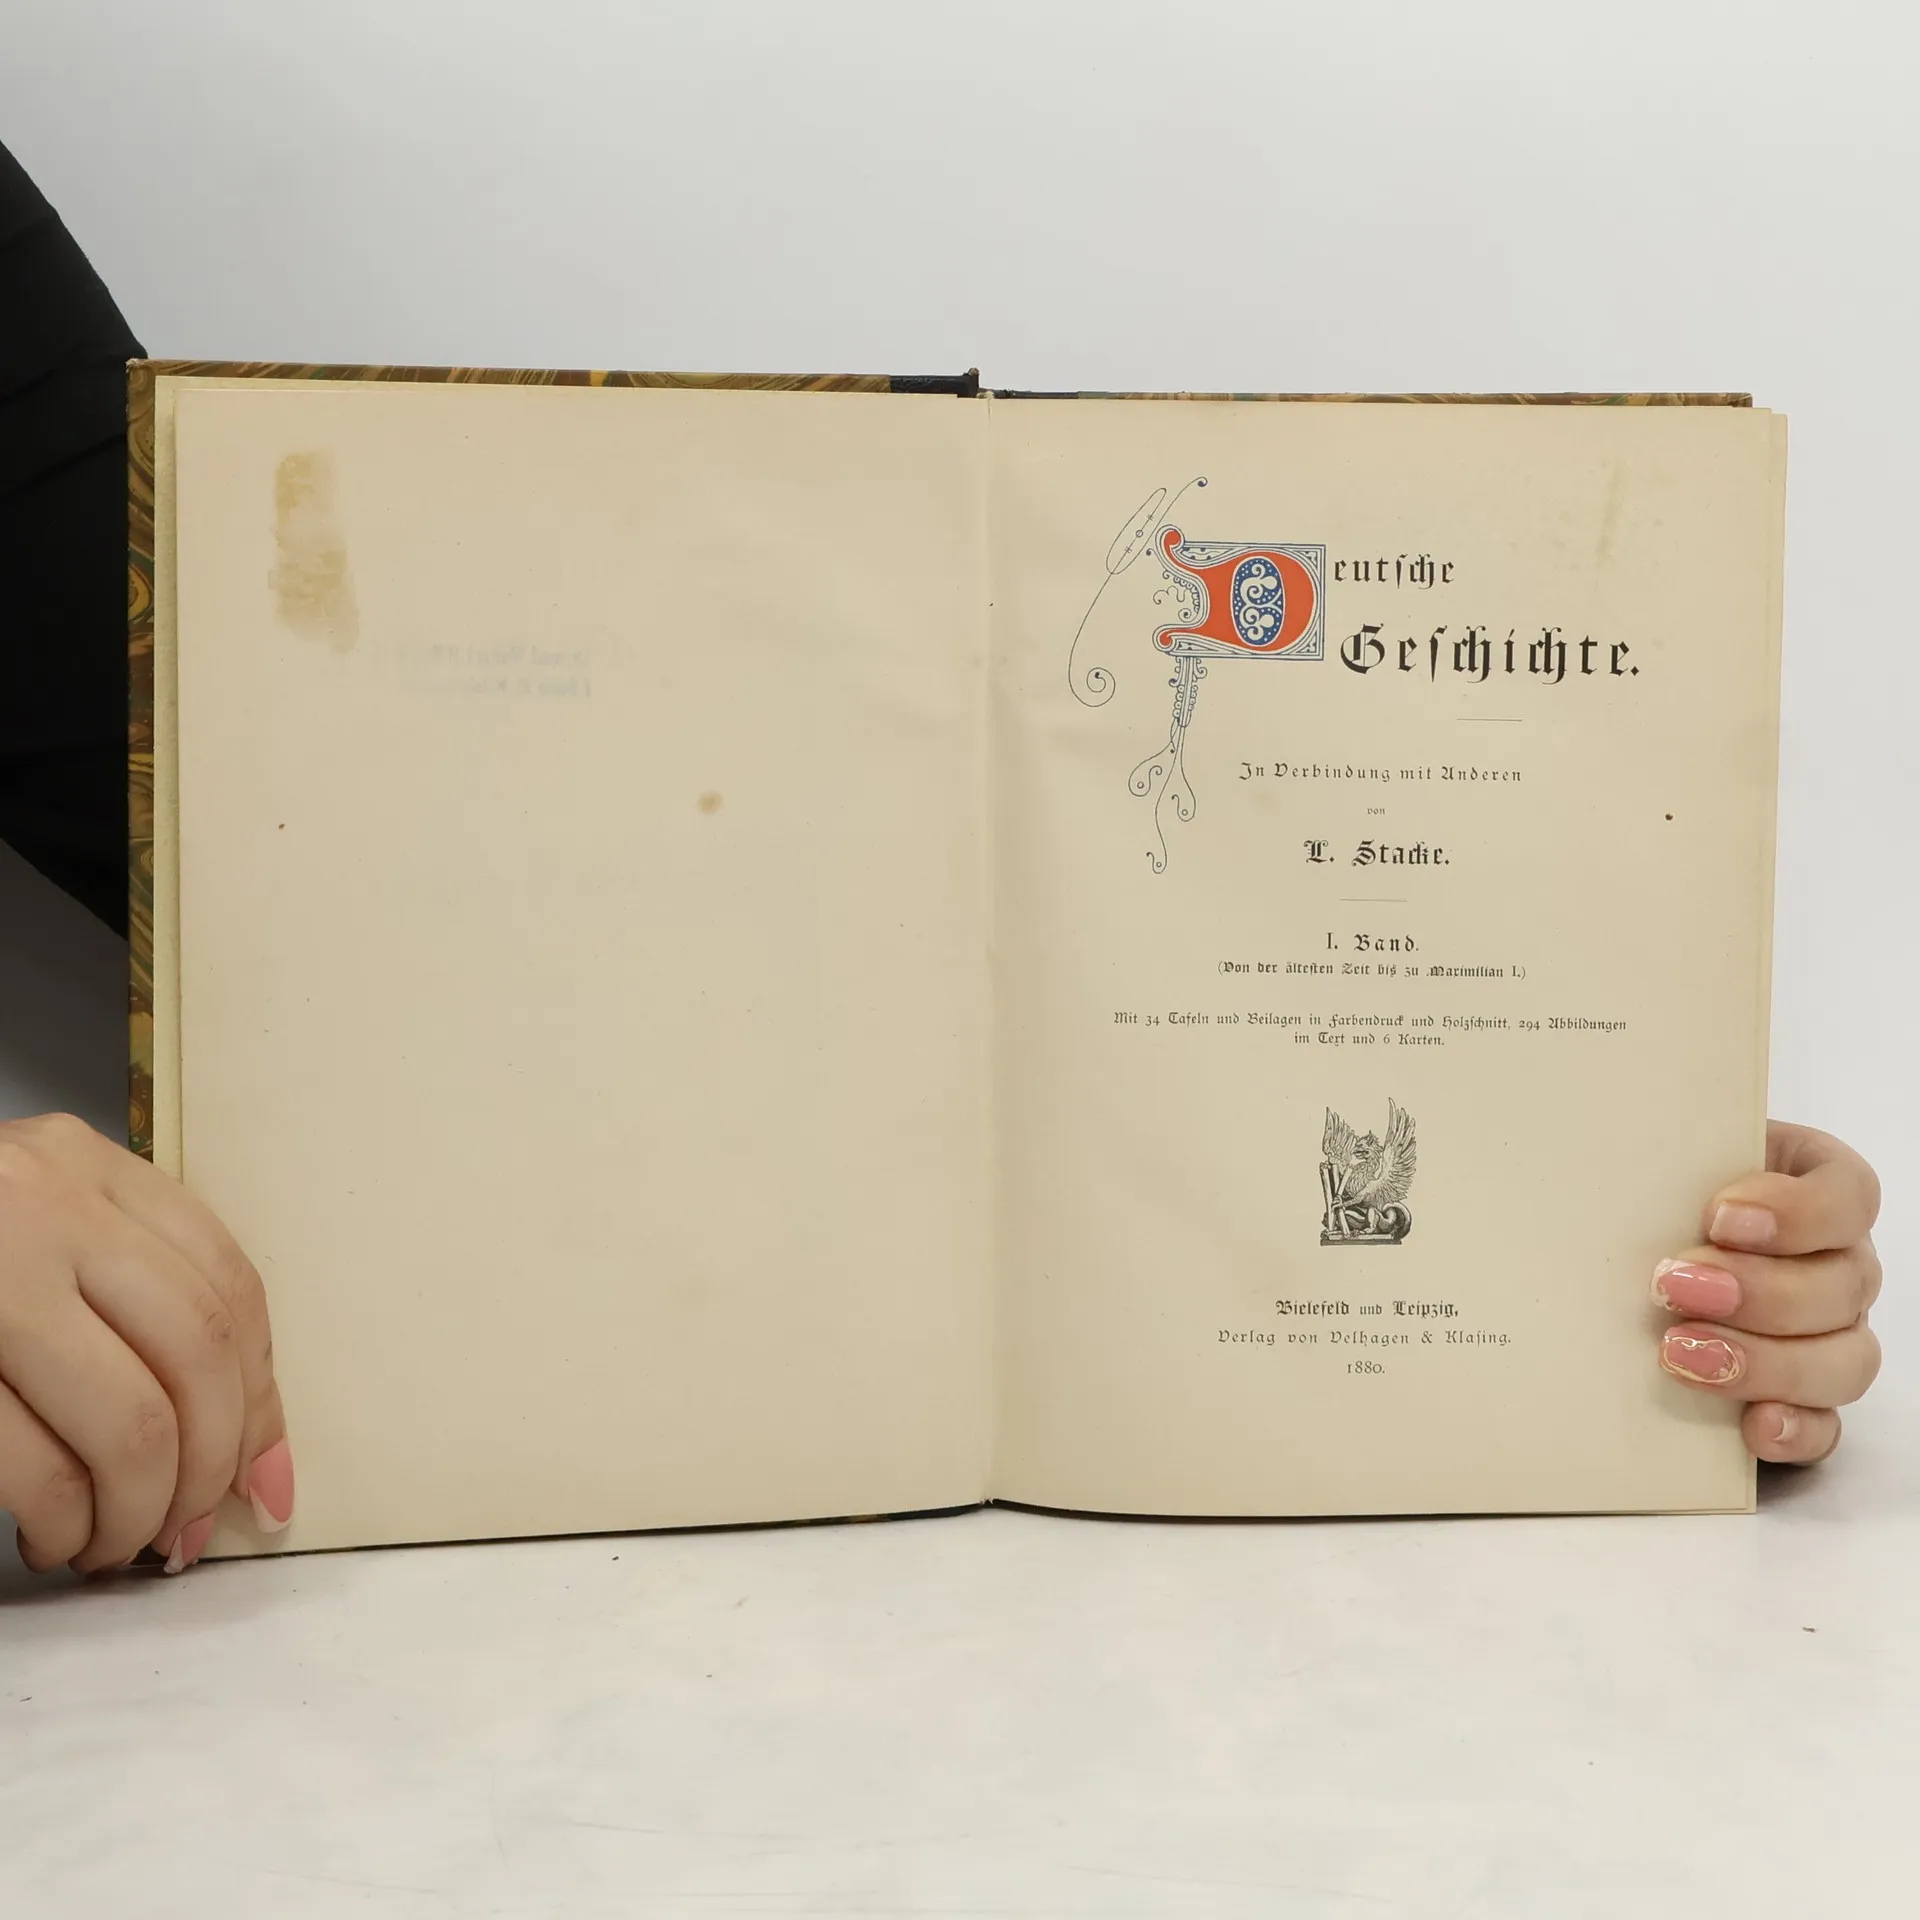 Deutsche
Geschichte.
In Verbindung mit Anderen
von
L. Stacke.
I. Band.
(Von der ältesten Zeit bis zu Maximilian I.)
Mit 34 Tafeln und Beilagen in Farbendruck und Holzschnitt, 294 Abbildungen
im Text und 6 Karten.
Bielefeld und Leipzig,
Verlag von Velhagen & Klasing.
1880.